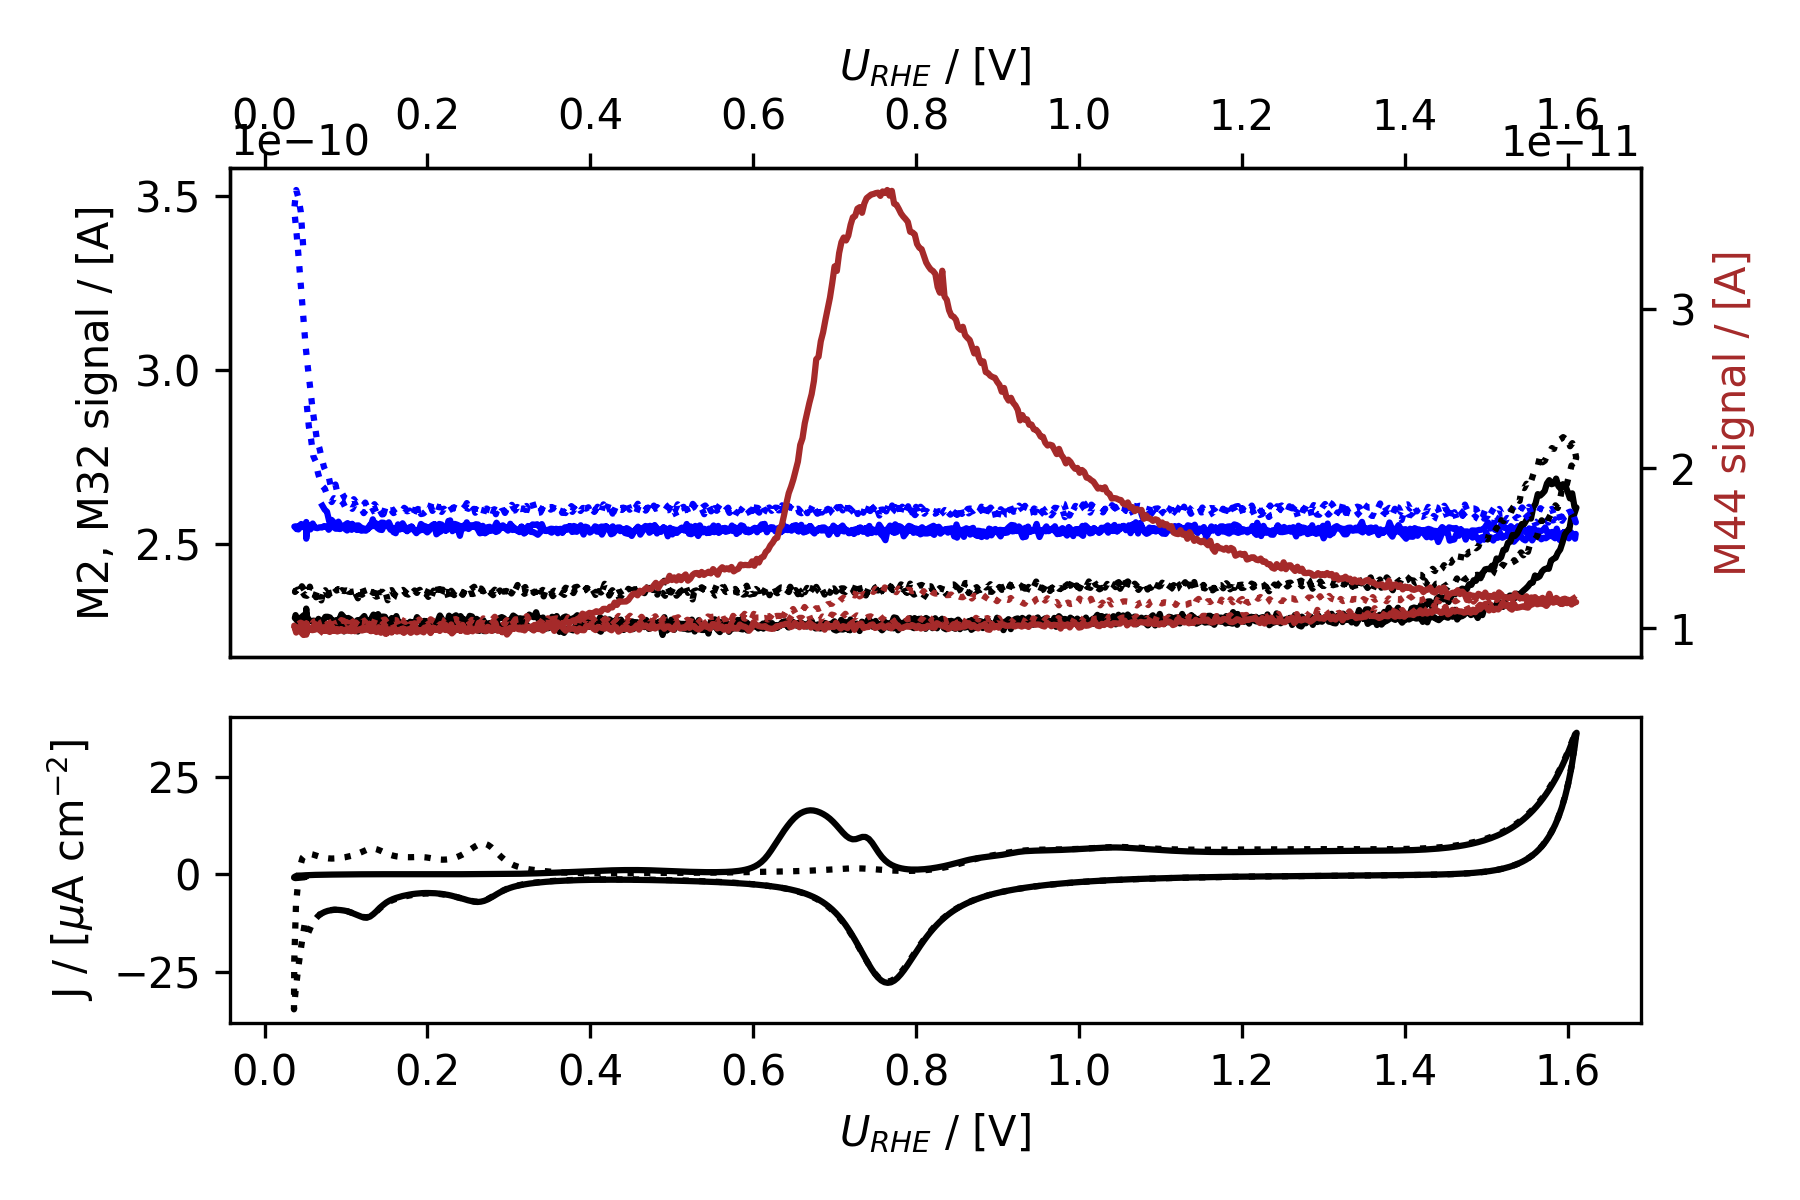 U_RHE / [V]
0.0 0.2 0.4 0.6 0.8 1.0 1.2 1.4 1.6
1e−10 1e−11
M2, M32 signal / [A]
3.5
3.0
2.5
M44 signal / [A]
3
2
1
J / [μA cm⁻²]
25
0
−25
0.0 0.2 0.4 0.6 0.8 1.0 1.2 1.4 1.6
U_RHE / [V]